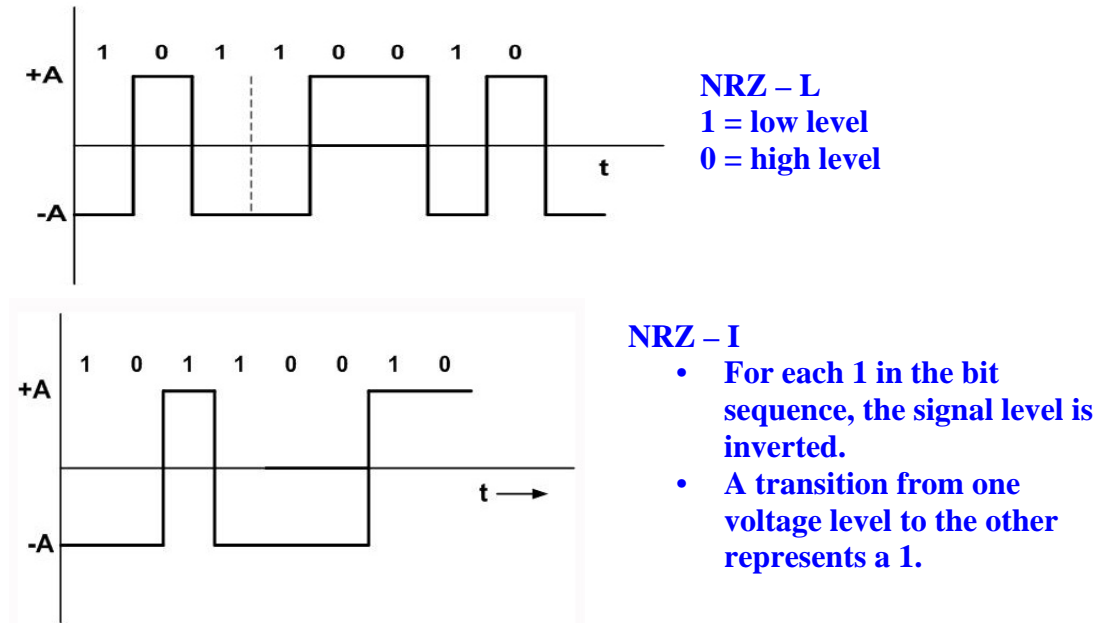 1 0 1 1 0 0 1 0
+A
NRZ – L
1 = low level
0 = high level
t
-A
NRZ – I
1 0 1 1 0 0 1 0
• For each 1 in the bit
+A
sequence, the signal level is
inverted.
• A transition from one
t
voltage level to the other
-A
represents a 1.